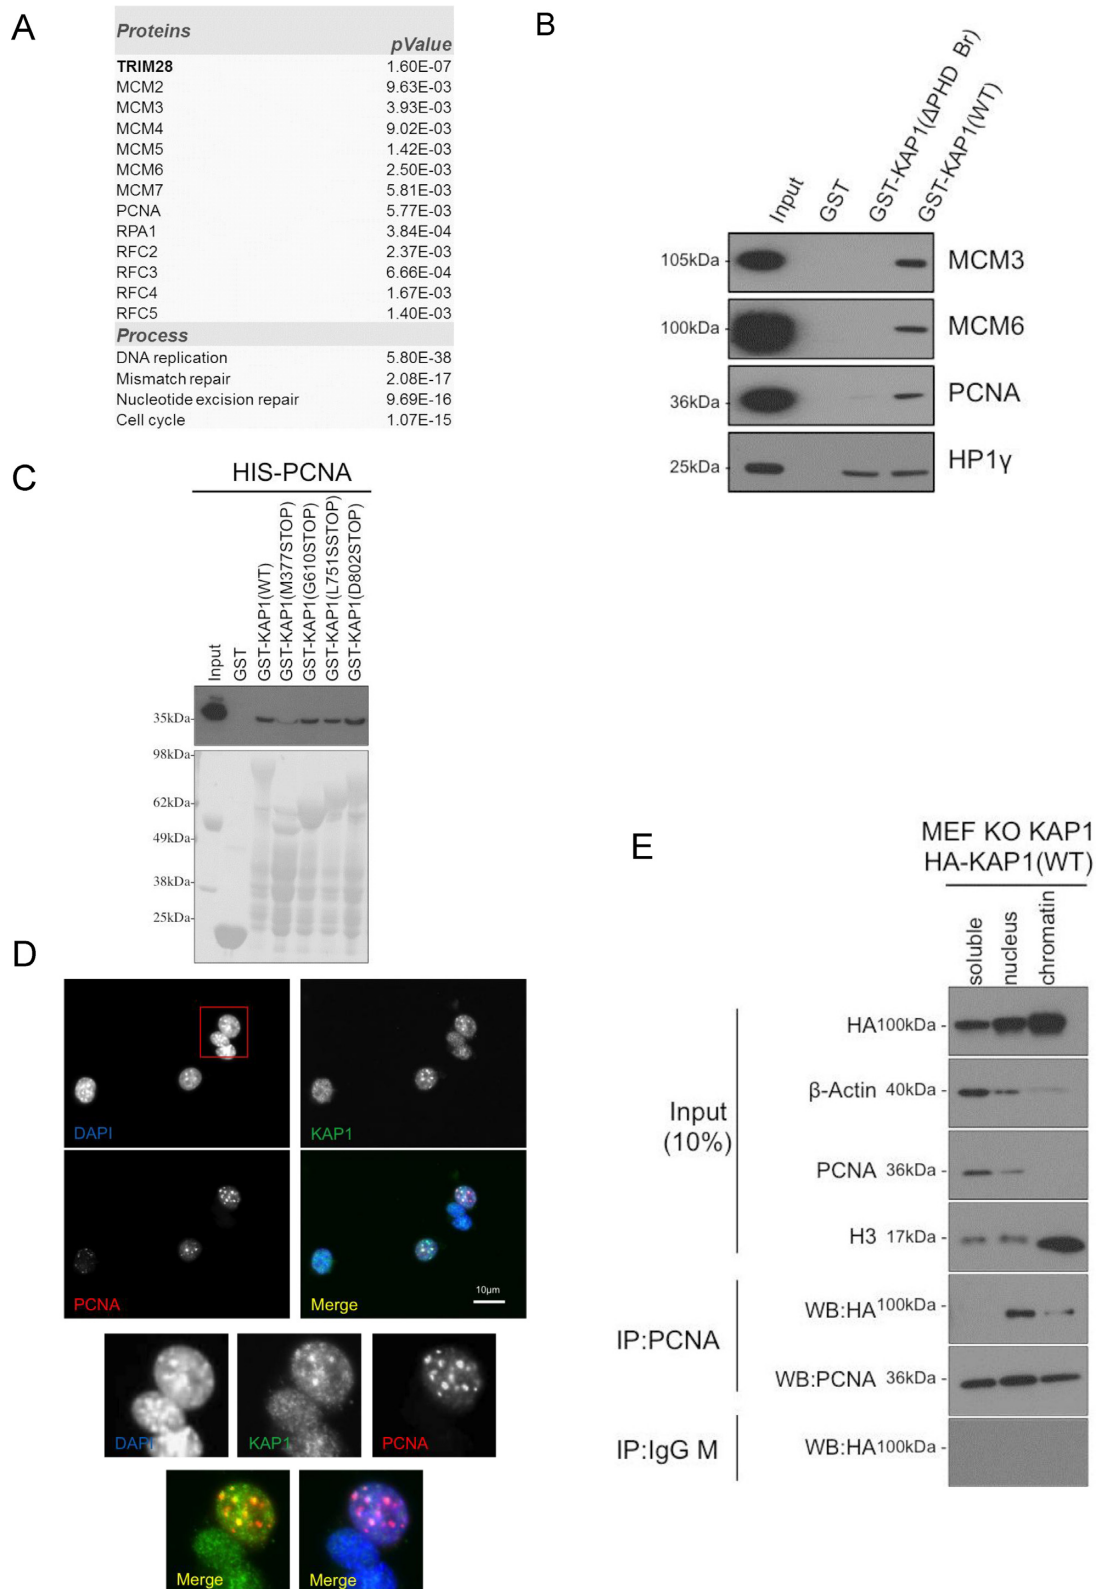 A
Proteins pValue
TRIM28 1.60E-07
MCM2 9.63E-03
MCM3 3.93E-03
MCM4 9.02E-03
MCM5 1.42E-03
MCM6 2.50E-03
MCM7 5.81E-03
PCNA 5.77E-03
RPA1 3.84E-04
RFC2 2.37E-03
RFC3 6.66E-04
RFC4 1.67E-03
RFC5 1.40E-03
Process
DNA replication 5.80E-38
Mismatch repair 2.08E-17
Nucleotide excision repair 9.69E-16
Cell cycle 1.07E-15
B
Input
GST
GST-KAP1(ΔPHD Br)
GST-KAP1(WT)
105kDa - MCM3
100kDa - MCM6
36kDa - PCNA
25kDa - HP1γ
C
HIS-PCNA
Input
GST
GST-KAP1(WT)
GST-KAP1(M377STOP)
GST-KAP1(G610STOP)
GST-KAP1(L751SSTOP)
GST-KAP1(D802STOP)
35kDa-
98kDa-
62kDa-
49kDa-
38kDa-
25kDa-
D
DAPI
KAP1
PCNA
Merge
10µm
DAPI
KAP1
PCNA
Merge
Merge
E
MEF KO KAP1
HA-KAP1(WT)
soluble
nucleus
chromatin
Input
(10%)
HA 100kDa -
β-Actin 40kDa -
PCNA 36kDa -
H3 17kDa -
IP:PCNA
WB:HA 100kDa -
WB:PCNA 36kDa -
IP:IgG M
WB:HA 100kDa -